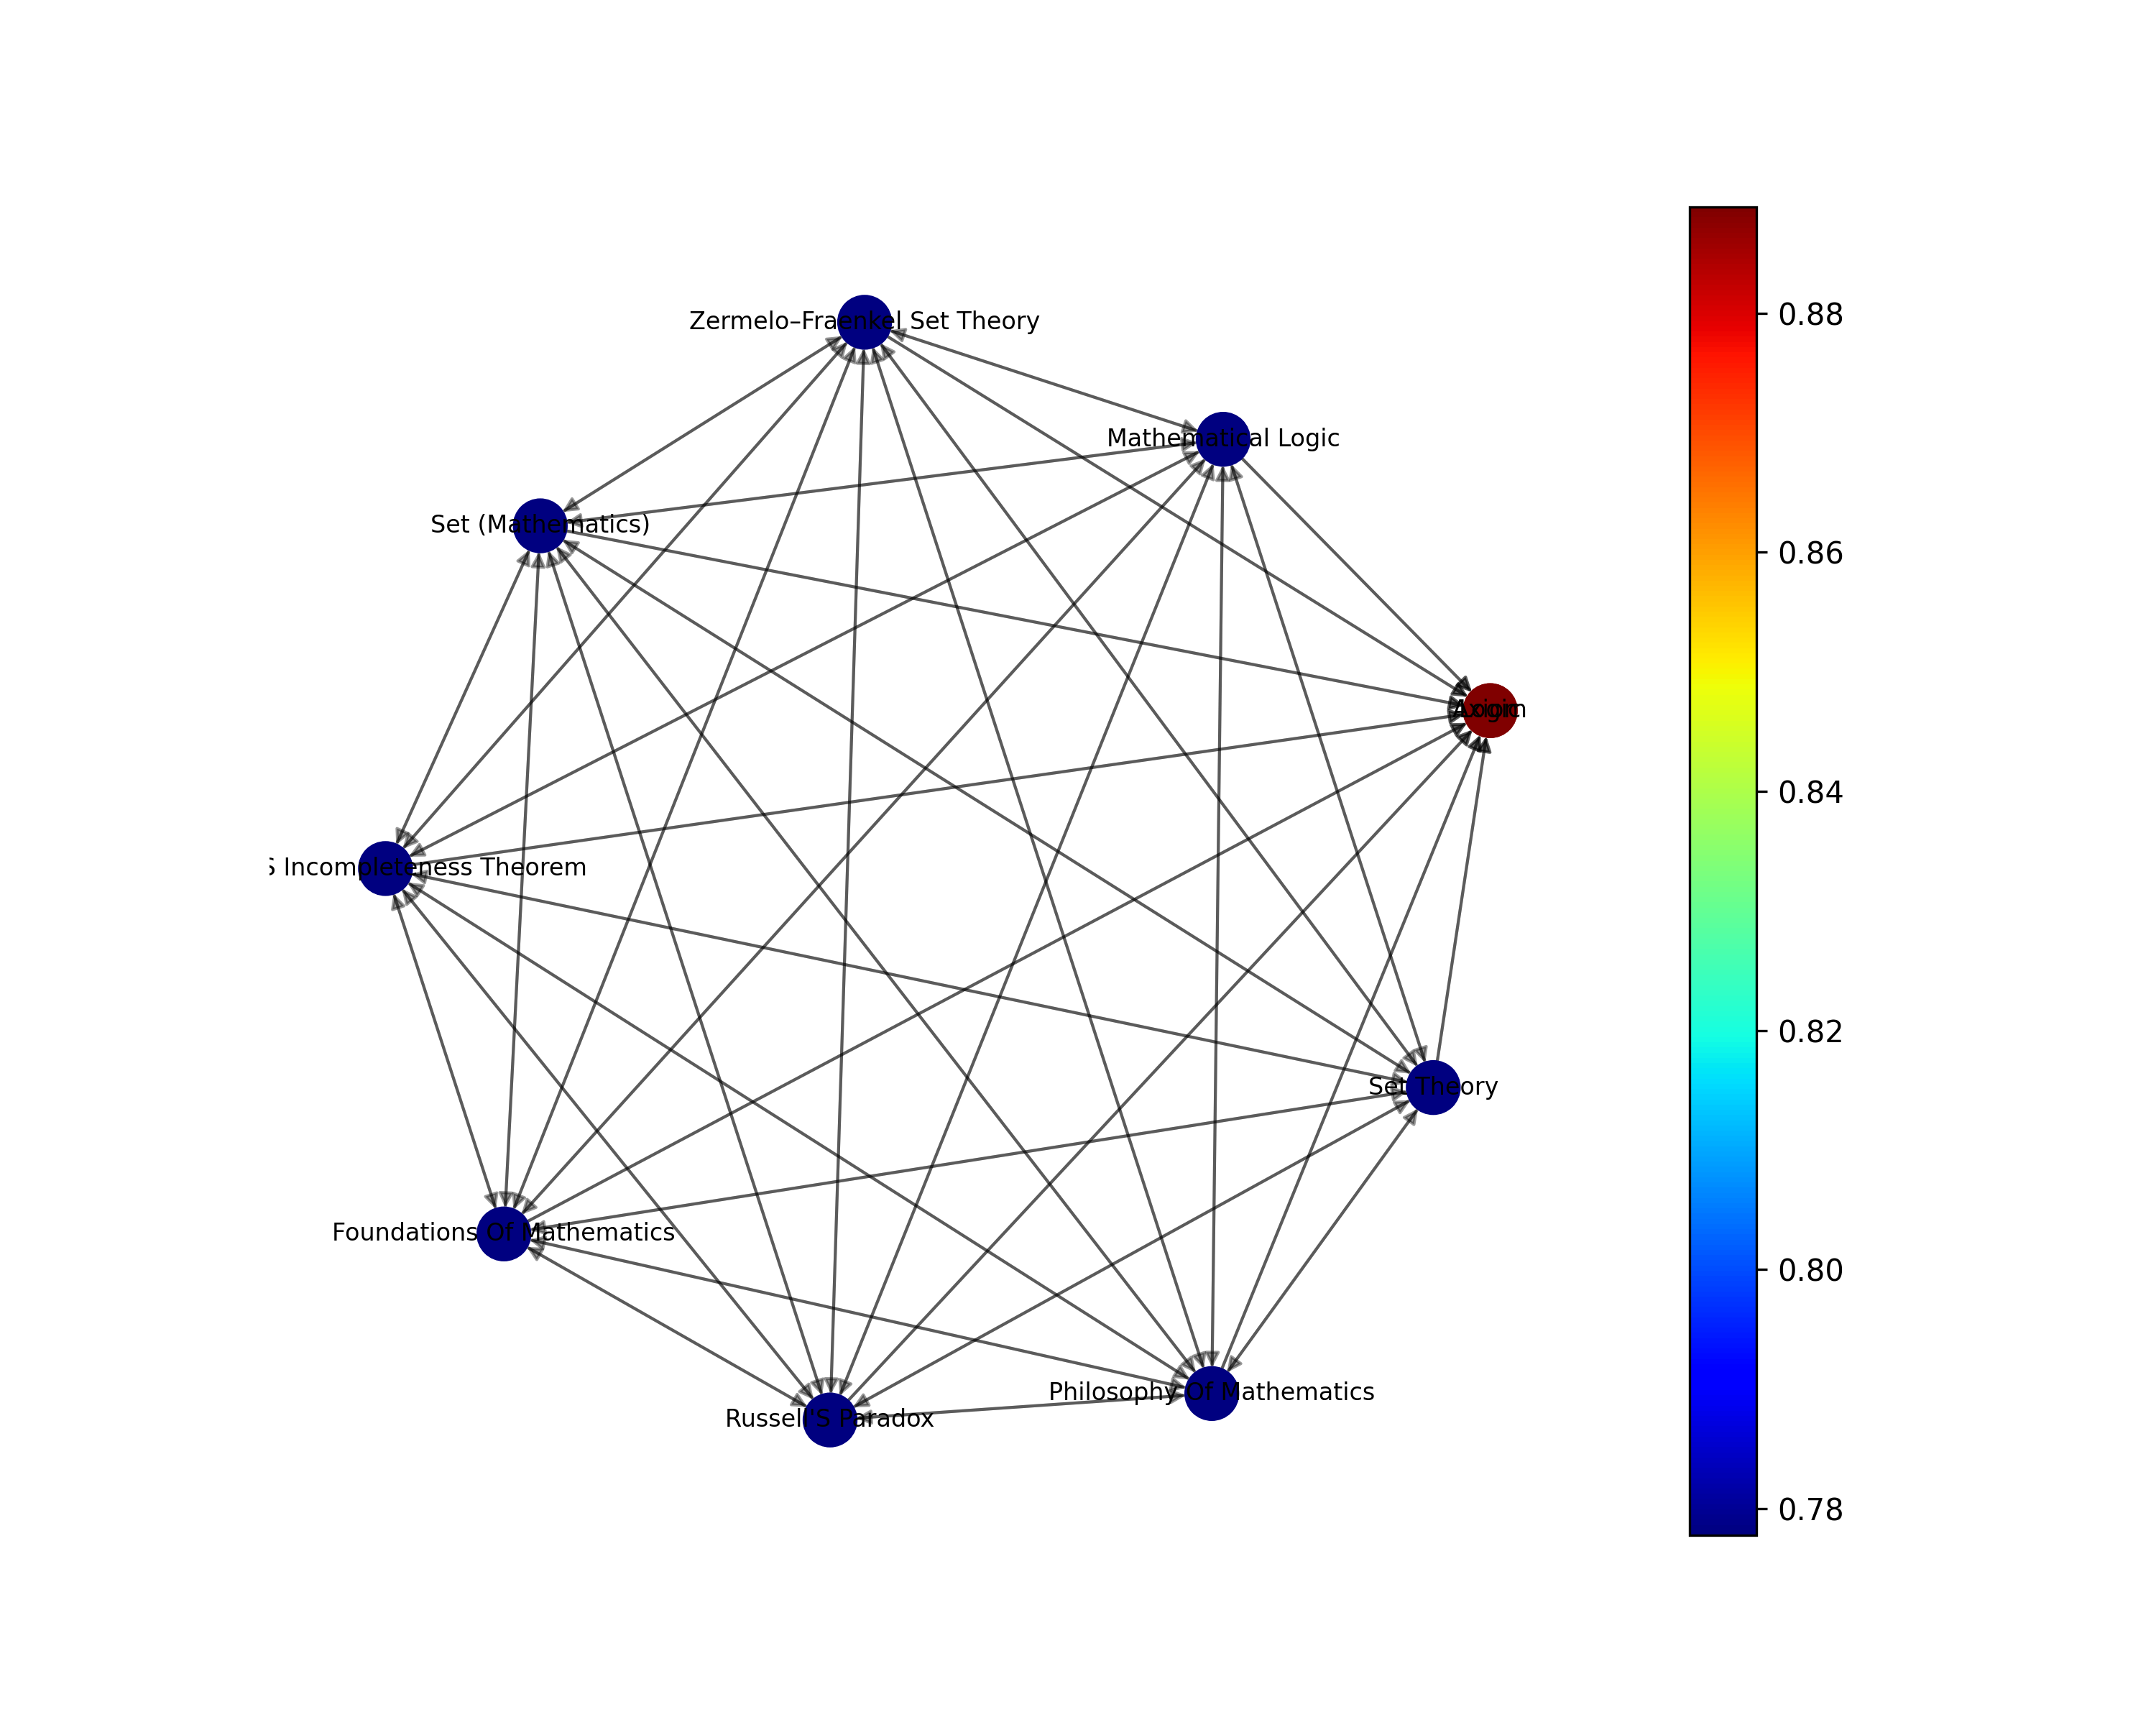 Zermelo–Fraenkel Set Theory
Mathematical Logic
Set (Mathematics)
Axiom
Logic
S Incompleteness Theorem
Set Theory
Foundations Of Mathematics
Philosophy Of Mathematics
Russell'S Paradox
0.88
0.86
0.84
0.82
0.80
0.78